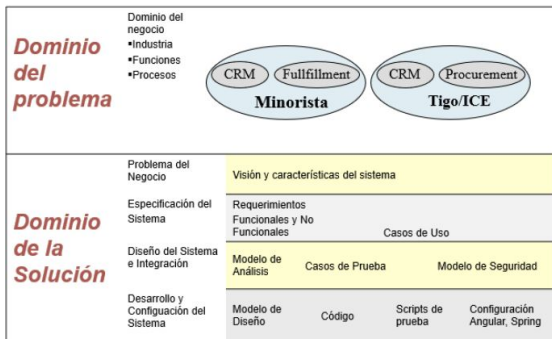 Dominio
del
problema
Dominio del
negocio
▪Industria
▪Funciones
▪Procesos
CRM
Fullfillment
Minorista
CRM
Procurement
Tigo/ICE
Dominio
de la
Solución
Problema del
Negocio
Visión y características del sistema
Especificación del
Sistema
Requerimientos
Funcionales y No
Funcionales
Casos de Uso
Diseño del Sistema
e Integración
Modelo de
Análisis
Casos de Prueba
Modelo de Seguridad
Desarrollo y
Configuación del
Sistema
Modelo de
Diseño
Código
Scripts de
prueba
Configuración
Angular, Spring